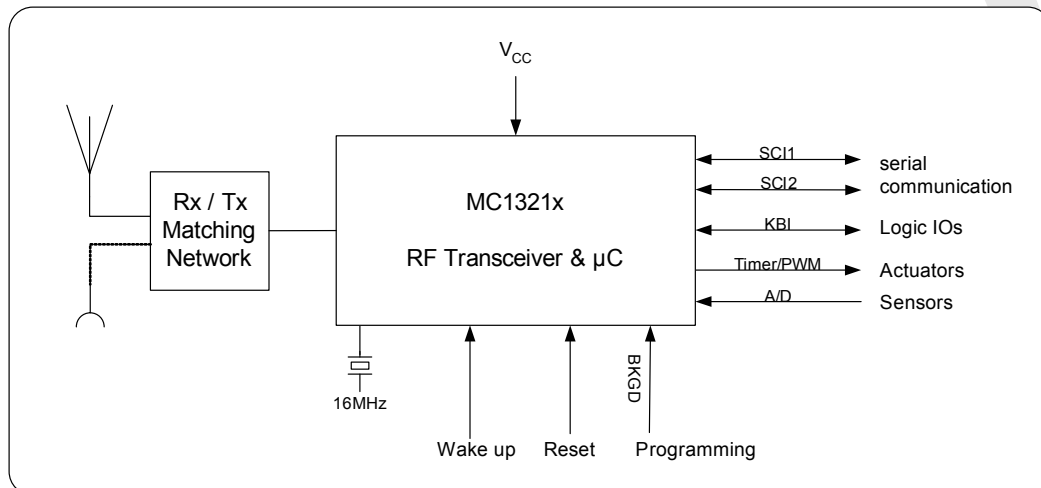 V_CC
Rx / Tx
Matching
Network
MC1321x
RF Transceiver & µC
SCI1
SCI2
serial
communication
KBI
Logic IOs
Timer/PWM
Actuators
A/D
Sensors
16MHz
BKGD
Wake up
Reset
Programming